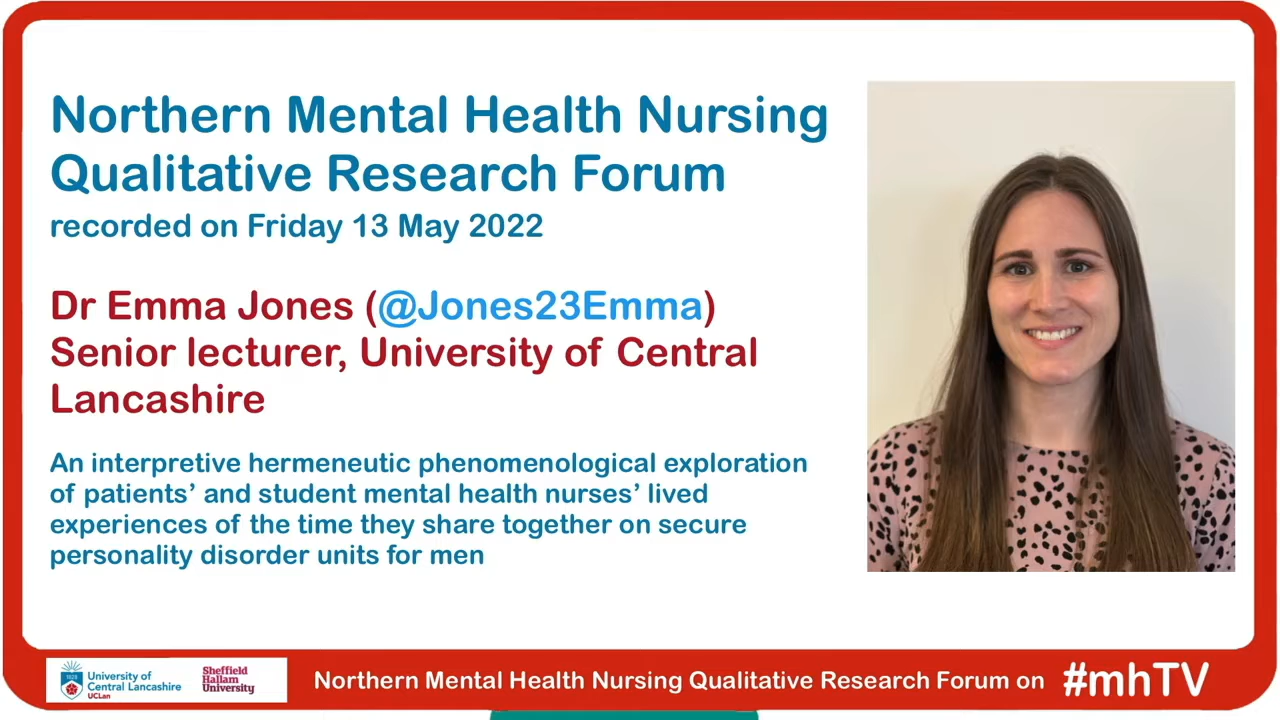 Northern Mental Health Nursing
Qualitative Research Forum
recorded on Friday 13 May 2022
Dr Emma Jones (@Jones23Emma)
Senior lecturer, University of Central
Lancashire
An interpretive hermeneutic phenomenological exploration
of patients’ and student mental health nurses’ lived
experiences of the time they share together on secure
personality disorder units for men
1828
University of
Central Lancashire
UCLan
Sheffield
Hallam
University
Northern Mental Health Nursing Qualitative Research Forum on #mhTV